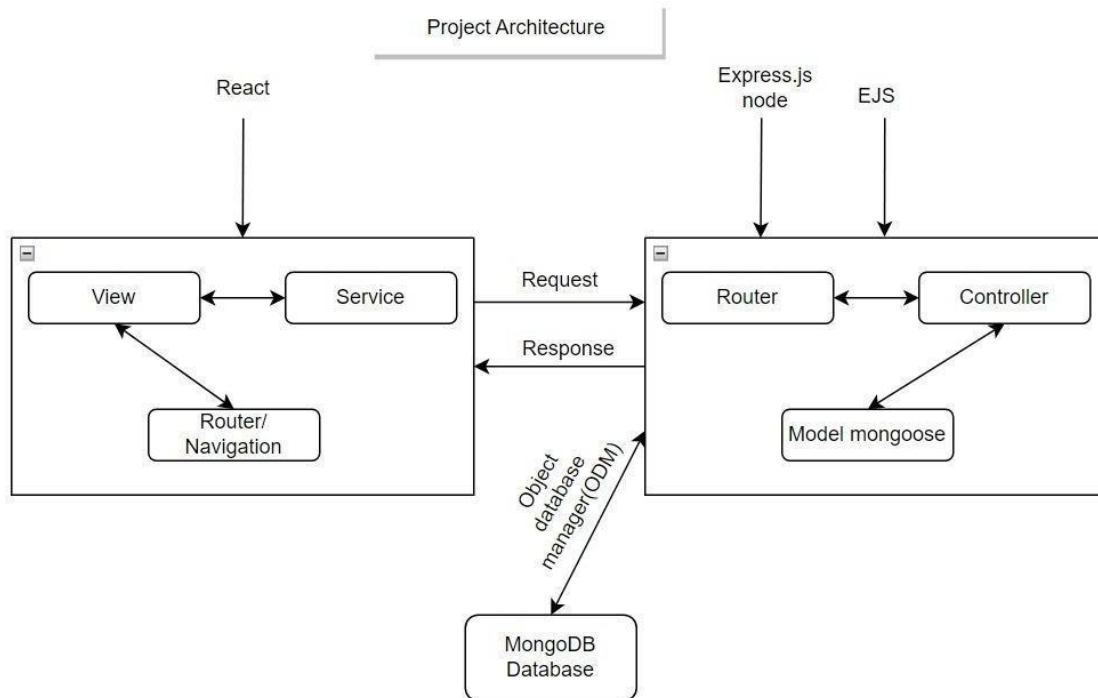 Project Architecture
React
Express.js
node
EJS
View
Service
Request
Router
Controller
Response
Router/
Navigation
Model mongoose
Object
database
manager(ODM)
MongoDB
Database